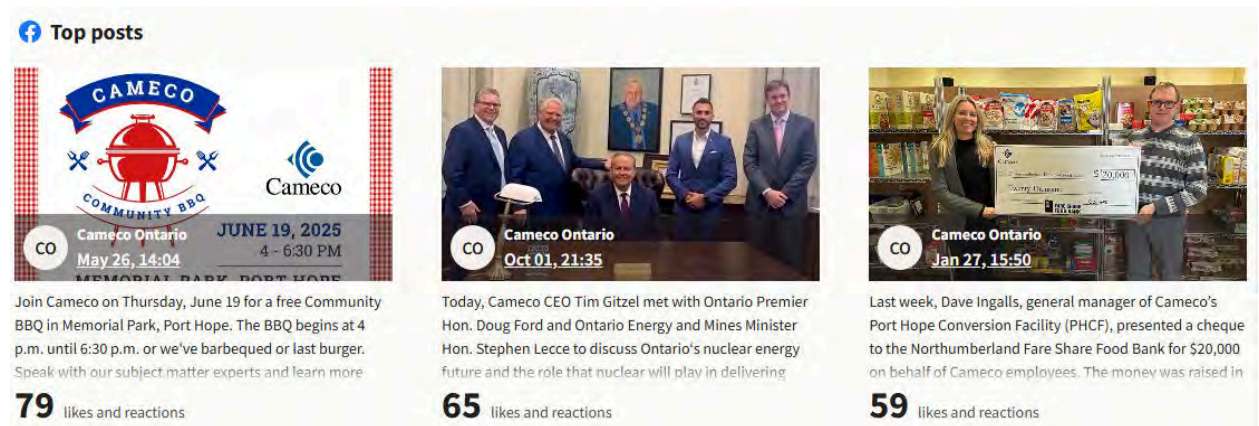 Top posts
CAMECO
COMMUNITY BBQ
Cameco
JUNE 19, 2025
4 - 6:30 PM
MEMORIAL PARK, PORT HOPE
CO
Cameco Ontario
May 26, 14:04
Join Cameco on Thursday, June 19 for a free Community
BBQ in Memorial Park, Port Hope. The BBQ begins at 4
p.m. until 6:30 p.m. or we've barbequed or last burger.
Speak with our subject matter experts and learn more
79 likes and reactions
CO
Cameco Ontario
Oct 01, 21:35
Today, Cameco CEO Tim Gitzel met with Ontario Premier
Hon. Doug Ford and Ontario Energy and Mines Minister
Hon. Stephen Lecce to discuss Ontario's nuclear energy
future and the role that nuclear will play in delivering
65 likes and reactions
Cameco
$20,000
Twenty Thousand
FARE SHARE
FOOD BANK
CO
Cameco Ontario
Jan 27, 15:50
Last week, Dave Ingalls, general manager of Cameco's
Port Hope Conversion Facility (PHCF), presented a cheque
to the Northumberland Fare Share Food Bank for $20,000
on behalf of Cameco employees. The money was raised in
59 likes and reactions